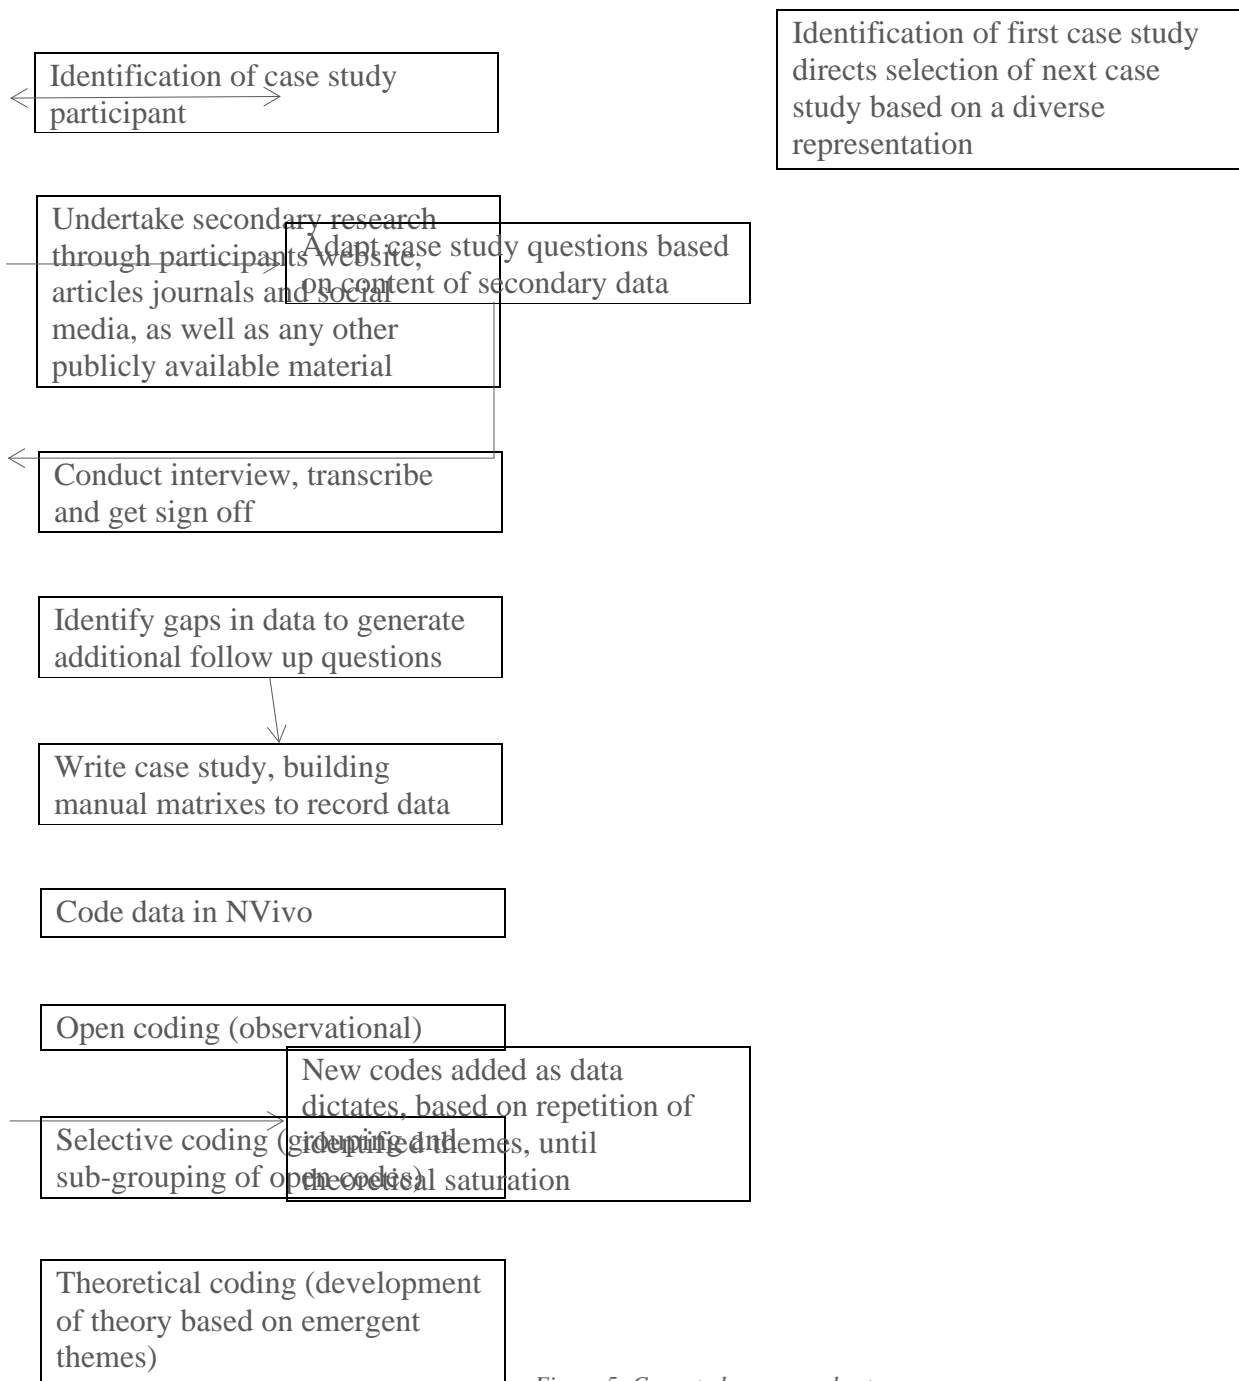 Identification of first case study
directs selection of next case
study based on a diverse
representation
Identification of case study
participant
Undertake secondary research
through participants website,
articles journals and social
media, as well as any other
publicly available material
Adapt case study questions based
on content of secondary data
Conduct interview, transcribe
and get sign off
Identify gaps in data to generate
additional follow up questions
Write case study, building
manual matrixes to record data
Code data in NVivo
Open coding (observational)
New codes added as data
dictates, based on repetition of
identified themes, until
theoretical saturation
Selective coding (grouping and
sub-grouping of open codes)
Theoretical coding (development
of theory based on emergent
themes)